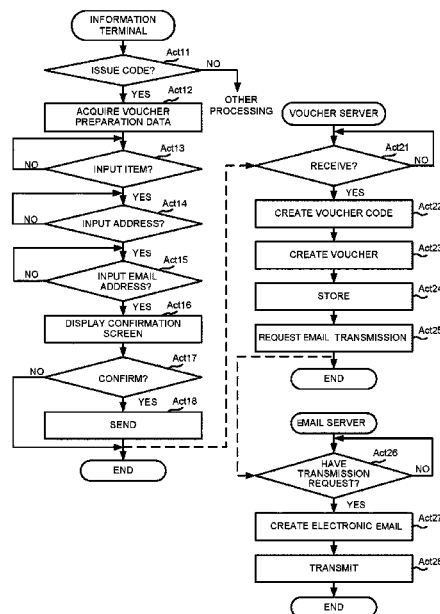 INFORMATION
TERMINAL
Act11
ISSUE CODE?
NO
YES
Act12
OTHER
PROCESSING
ACQUIRE VOUCHER
PREPARATION DATA
Act13
NO
INPUT ITEM?
YES
Act14
NO
INPUT ADDRESS?
YES
Act15
NO
INPUT EMAIL
ADDRESS?
YES
Act16
DISPLAY CONFIRMATION
SCREEN
Act17
NO
CONFIRM?
YES
Act18
SEND
END
VOUCHER SERVER
Act21
RECEIVE?
NO
YES
Act22
CREATE VOUCHER CODE
Act23
CREATE VOUCHER
Act24
STORE
Act25
REQUEST EMAIL TRANSMISSION
END
EMAIL SERVER
Act26
HAVE
TRANSMISSION
REQUEST?
NO
YES
Act27
CREATE ELECTRONIC EMAIL
Act28
TRANSMIT
END